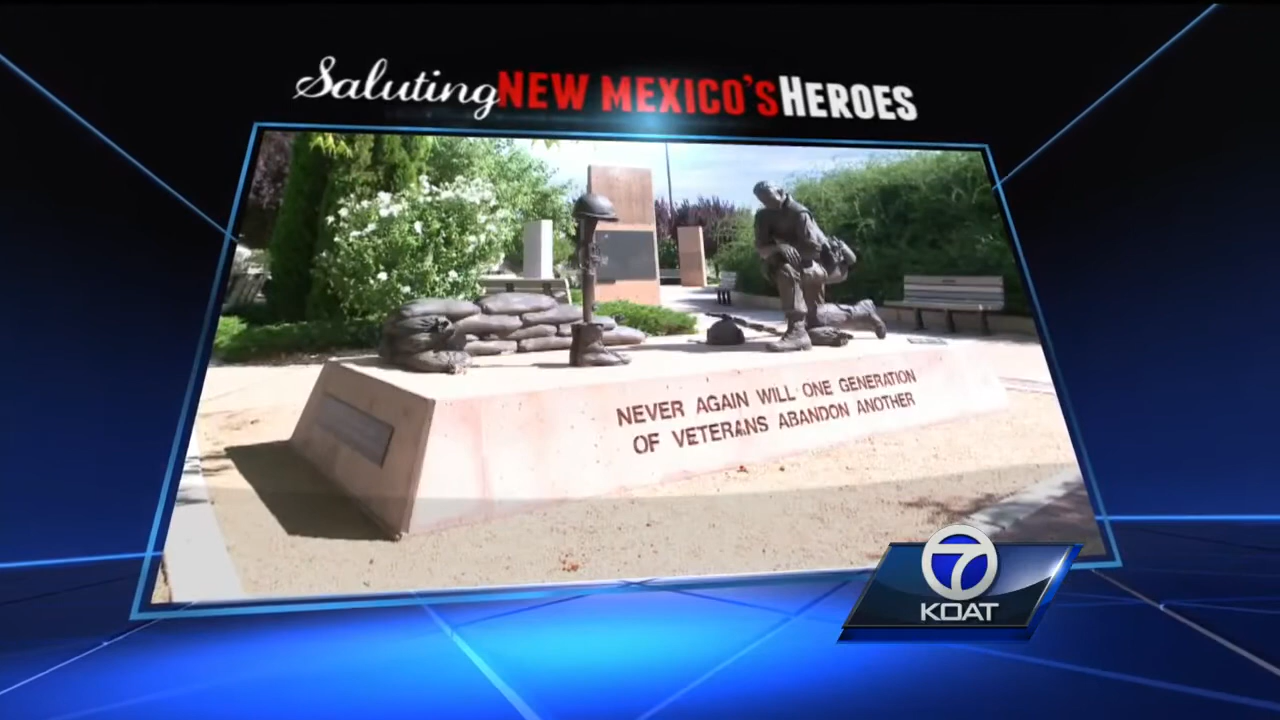 Saluting NEW MEXICO'S HEROES
NEVER AGAIN WILL ONE GENERATION
OF VETERANS ABANDON ANOTHER
7
KOAT